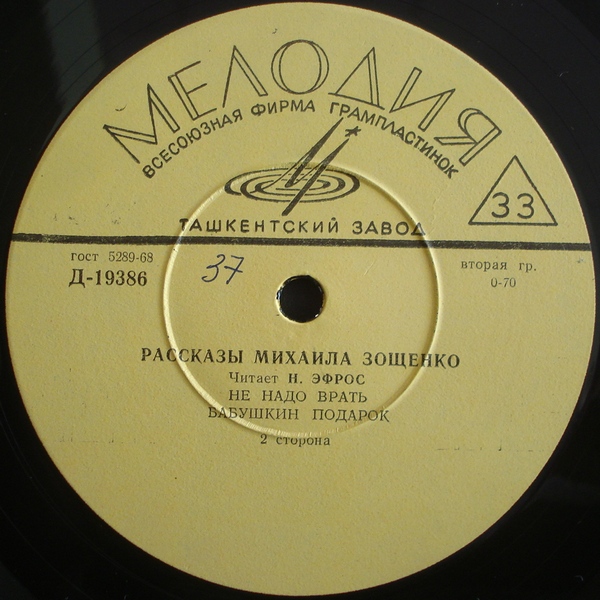 МЕЛОДИЯ
ВСЕСОЮЗНАЯ ФИРМА ГРАМПЛАСТИНОК
33
ТАШКЕНТСКИЙ ЗАВОД
гост 5289-68
Д-19386
37
вторая гр.
0-70
РАССКАЗЫ МИХАИЛА ЗОЩЕНКО
Читает Н. ЭФРОС
НЕ НАДО ВРАТЬ
БАБУШКИН ПОДАРОК
2 сторона